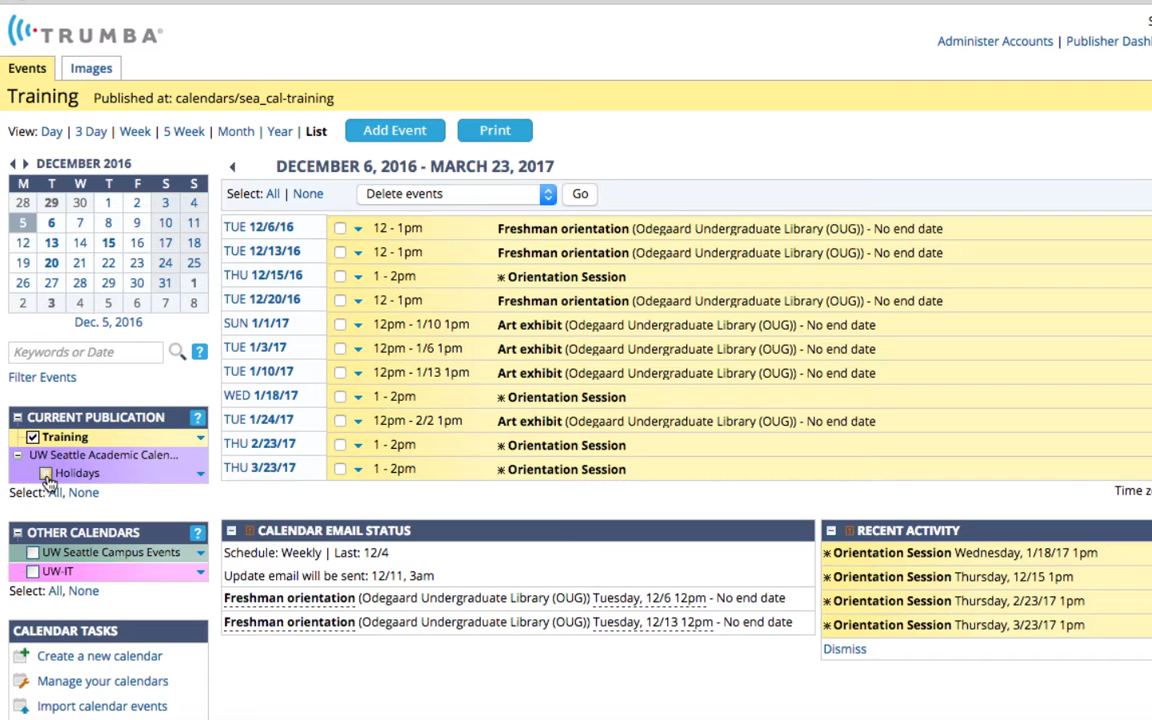 TRUMBA
Administer Accounts | Publisher Dash
Events Images
Training Published at: calendars/sea_cal-training
View: Day | 3 Day | Week | 5 Week | Month | Year | List Add Event Print
DECEMBER 2016
M T W T F S S
28 29 30 1 2 3 4
5 6 7 8 9 10 11
12 13 14 15 16 17 18
19 20 21 22 23 24 25
26 27 28 29 30 31 1
2 3 4 5 6 7 8
Dec. 5, 2016
Keywords or Date ?
Filter Events
CURRENT PUBLICATION ?
Training
UW Seattle Academic Calen...
Holidays
Select: All, None
OTHER CALENDARS ?
UW Seattle Campus Events
UW-IT
Select: All, None
CALENDAR TASKS
Create a new calendar
Manage your calendars
Import calendar events
DECEMBER 6, 2016 - MARCH 23, 2017
Select: All | None Delete events Go
TUE 12/6/16 12 - 1pm Freshman orientation (Odegaard Undergraduate Library (OUG)) - No end date
TUE 12/13/16 12 - 1pm Freshman orientation (Odegaard Undergraduate Library (OUG)) - No end date
THU 12/15/16 1 - 2pm Orientation Session
TUE 12/20/16 12 - 1pm Freshman orientation (Odegaard Undergraduate Library (OUG)) - No end date
SUN 1/1/17 12pm - 1/10 1pm Art exhibit (Odegaard Undergraduate Library (OUG)) - No end date
TUE 1/3/17 12pm - 1/6 1pm Art exhibit (Odegaard Undergraduate Library (OUG)) - No end date
TUE 1/10/17 12pm - 1/13 1pm Art exhibit (Odegaard Undergraduate Library (OUG)) - No end date
WED 1/18/17 1 - 2pm Orientation Session
TUE 1/24/17 12pm - 2/2 1pm Art exhibit (Odegaard Undergraduate Library (OUG)) - No end date
THU 2/23/17 1 - 2pm Orientation Session
THU 3/23/17 1 - 2pm Orientation Session
Time z
CALENDAR EMAIL STATUS
Schedule: Weekly | Last: 12/4
Update email will be sent: 12/11, 3am
Freshman orientation (Odegaard Undergraduate Library (OUG)) Tuesday, 12/6 12pm - No end date
Freshman orientation (Odegaard Undergraduate Library (OUG)) Tuesday, 12/13 12pm - No end date
RECENT ACTIVITY
Orientation Session Wednesday, 1/18/17 1pm
Orientation Session Thursday, 12/15 1pm
Orientation Session Thursday, 2/23/17 1pm
Orientation Session Thursday, 3/23/17 1pm
Dismiss